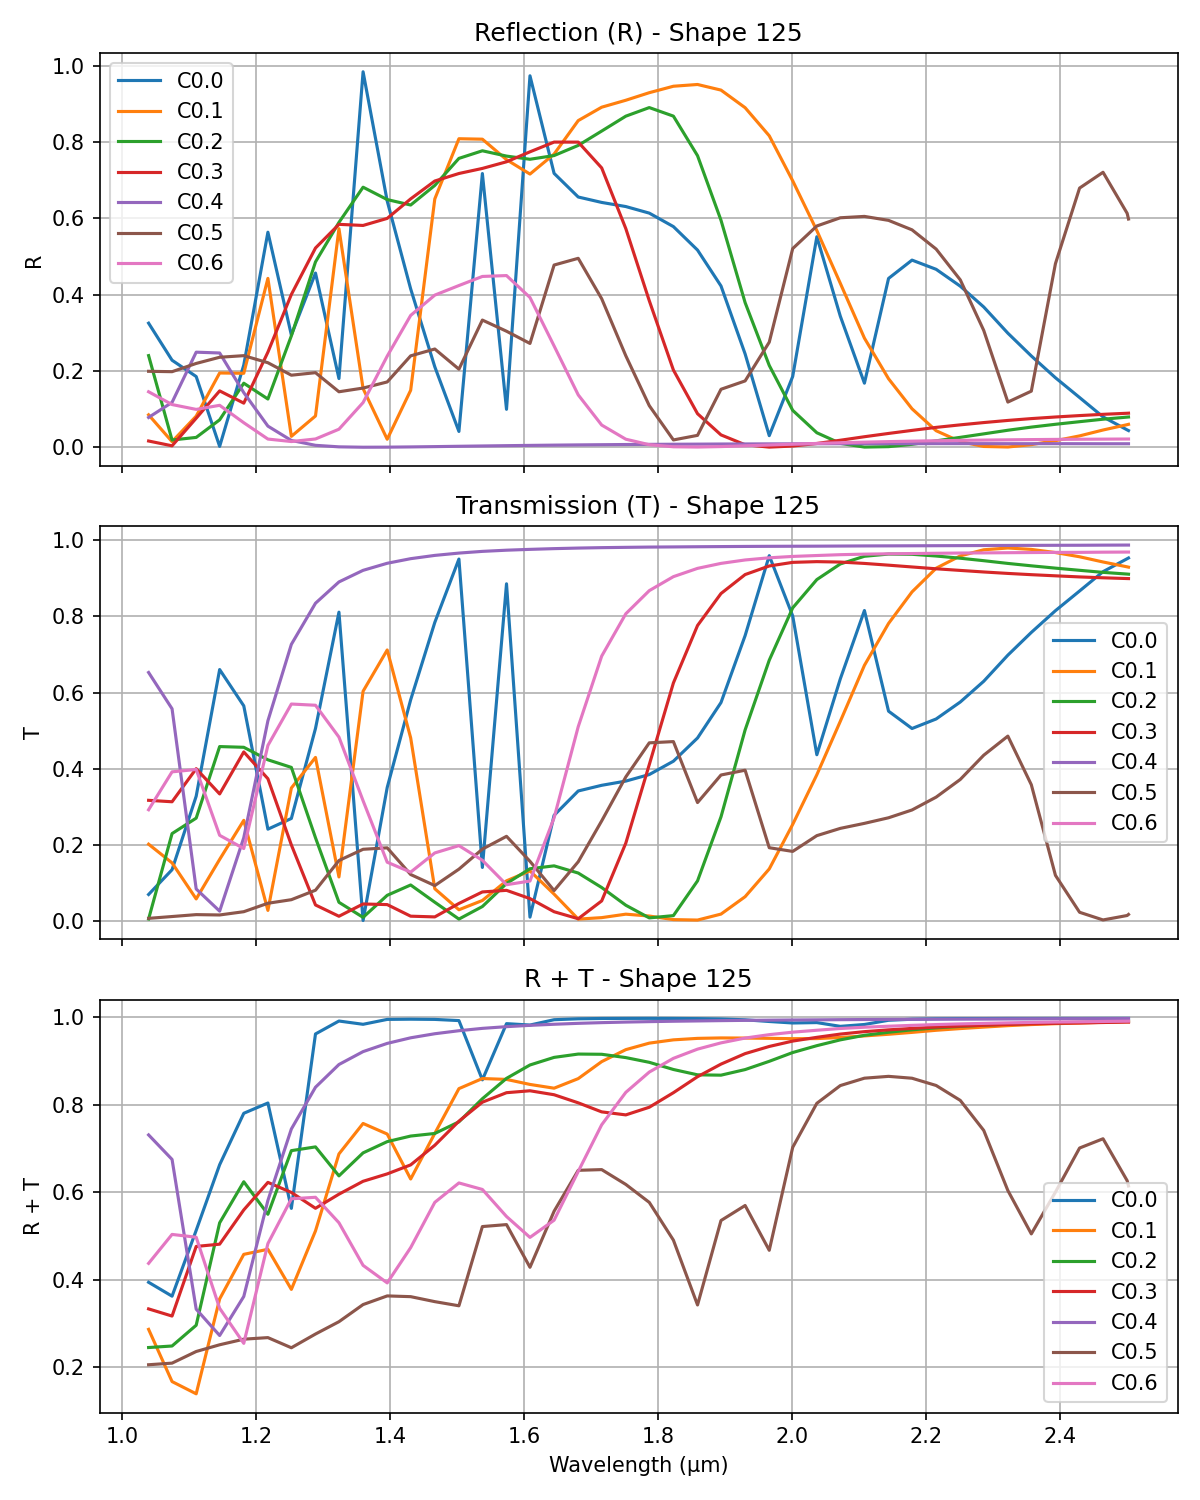 Reflection (R) - Shape 125
1.0
0.8
0.6
0.4
0.2
0.0
R
C0.0
C0.1
C0.2
C0.3
C0.4
C0.5
C0.6
Transmission (T) - Shape 125
1.0
0.8
0.6
0.4
0.2
0.0
T
C0.0
C0.1
C0.2
C0.3
C0.4
C0.5
C0.6
R + T - Shape 125
1.0
0.8
0.6
0.4
0.2
R + T
C0.0
C0.1
C0.2
C0.3
C0.4
C0.5
C0.6
1.0 1.2 1.4 1.6 1.8 2.0 2.2 2.4
Wavelength (μm)